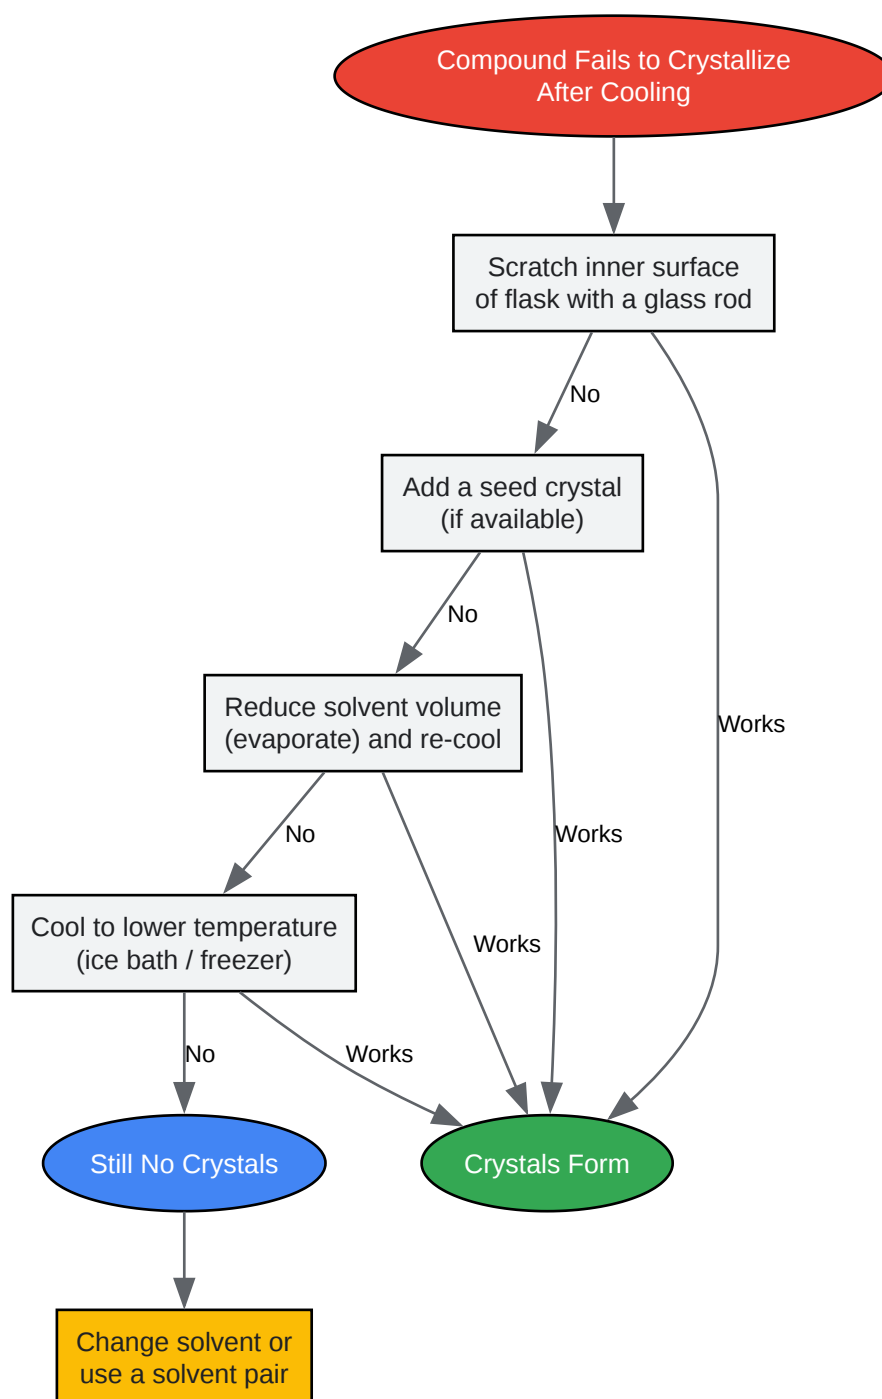 Compound Fails to Crystallize
After Cooling
Scratch inner surface
of flask with a glass rod
No
Add a seed crystal
(if available)
No
Reduce solvent volume
(evaporate) and re-cool
Works
No
Works
Cool to lower temperature
(ice bath / freezer)
Works
No
Works
Still No Crystals
Crystals Form
Change solvent or
use a solvent pair